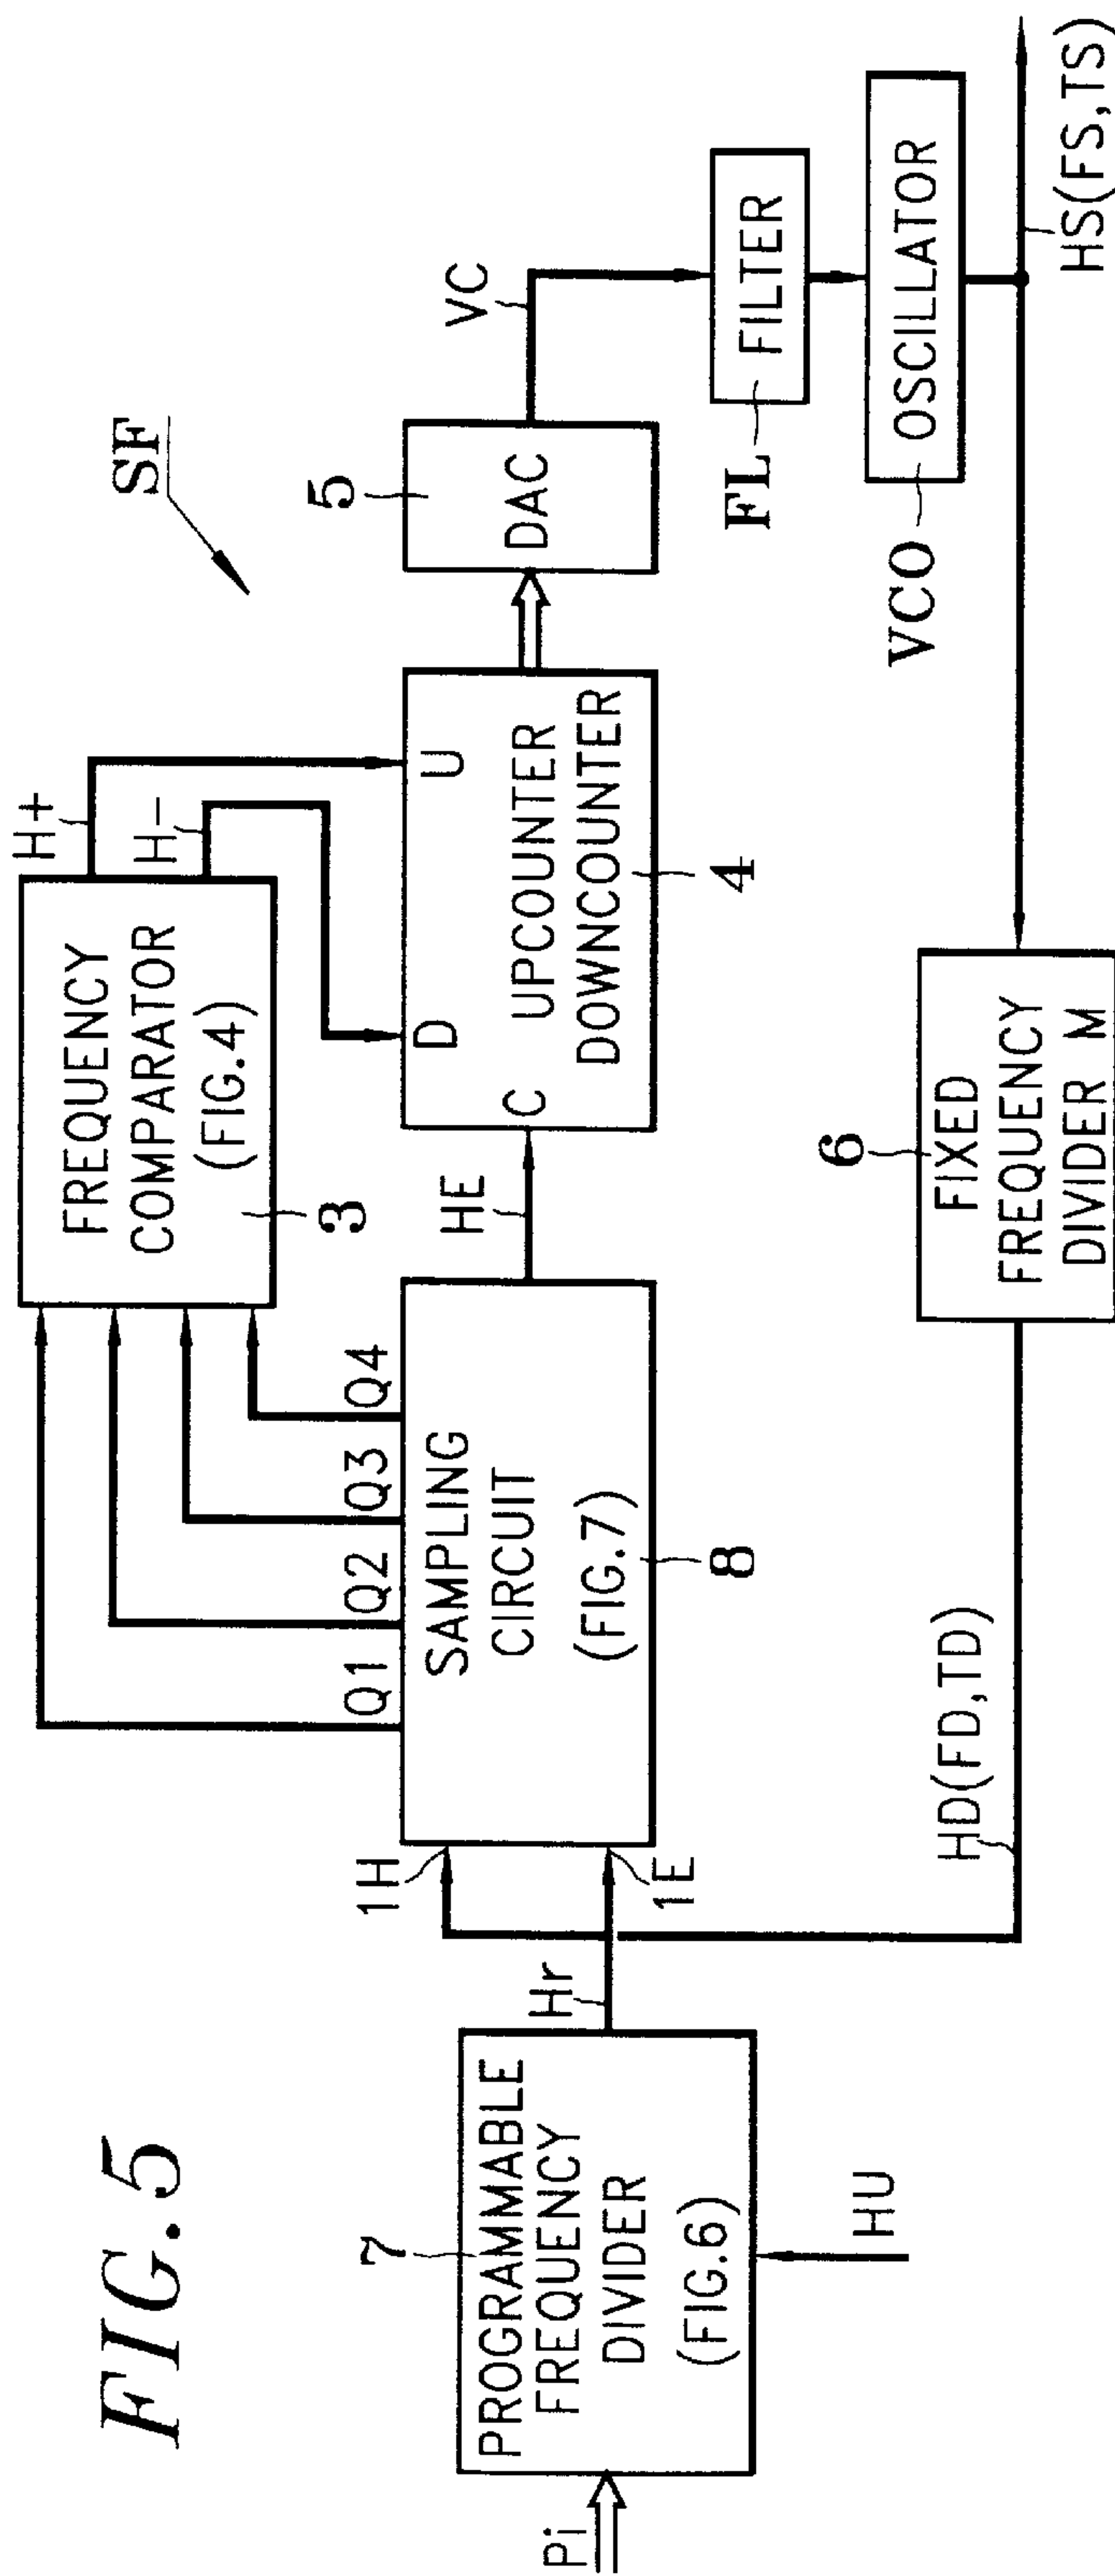 FIG.5
SF
Pi
7
PROGRAMMABLE
FREQUENCY
DIVIDER
(FIG.6)
HU
Hr
1H
1E
Q1
Q2
Q3
Q4
SAMPLING
CIRCUIT
(FIG.7)
8
FREQUENCY
COMPARATOR
(FIG.4)
3
H+
H-
HE
C
D
U
UPCOUNTER
DOWNCOUNTER
4
5
DAC
VC
FILTER
FL
OSCILLATOR
VCO
HS(FS,TS)
6
FIXED
FREQUENCY
DIVIDER M
HD(FD,TD)